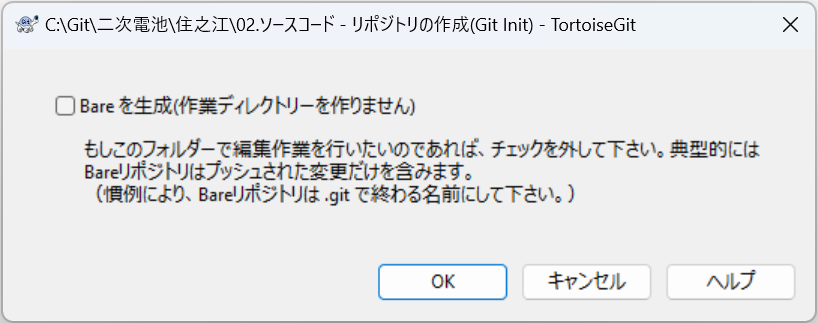 C:\Git\二次電池\住之江\02.ソースコード - リポジトリの作成(Git Init) - TortoiseGit
Bare を生成(作業ディレクトリーを作りません)
もしこのフォルダーで編集作業を行いたいのであれば、チェックを外して下さい。典型的には
Bareリポジトリはプッシュされた変更だけを含みます。
（慣例により、Bareリポジトリは .git で終わる名前にして下さい。）
OK キャンセル ヘルプ